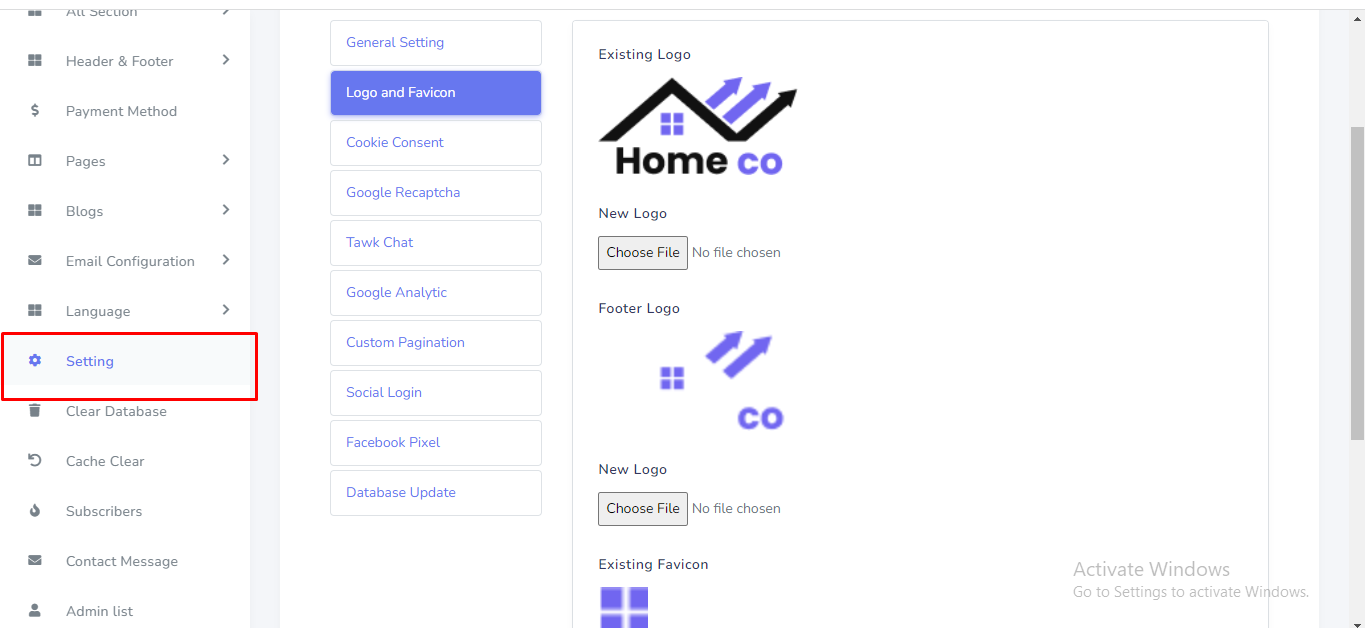 All Section
Header & Footer
Payment Method
Pages
Blogs
Email Configuration
Language
Setting
Clear Database
Cache Clear
Subscribers
Contact Message
Admin list
General Setting
Logo and Favicon
Cookie Consent
Google Recaptcha
Tawk Chat
Google Analytic
Custom Pagination
Social Login
Facebook Pixel
Database Update
Existing Logo
Home co
New Logo
Choose File No file chosen
Footer Logo
co
New Logo
Choose File No file chosen
Existing Favicon
Activate Windows
Go to Settings to activate Windows.